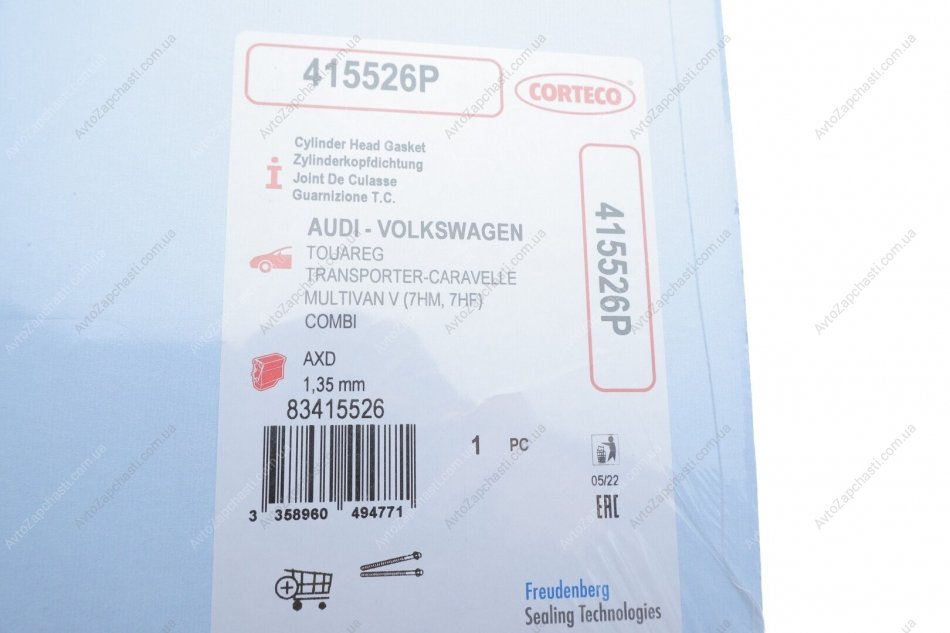 415526P
CORTECO
Cylinder Head Gasket
Zylinderkopfdichtung
Joint De Culasse
Guarnizione T.C.
415526P
AUDI - VOLKSWAGEN
TOUAREG
TRANSPORTER-CARAVELLE
MULTIVAN V (7HM, 7HF)
COMBI
AXD
1,35 mm
83415526
3 358960 494771
1 PC
05/22
EAC
Freudenberg
Sealing Technologies
AvtoZapchasti.com.ua